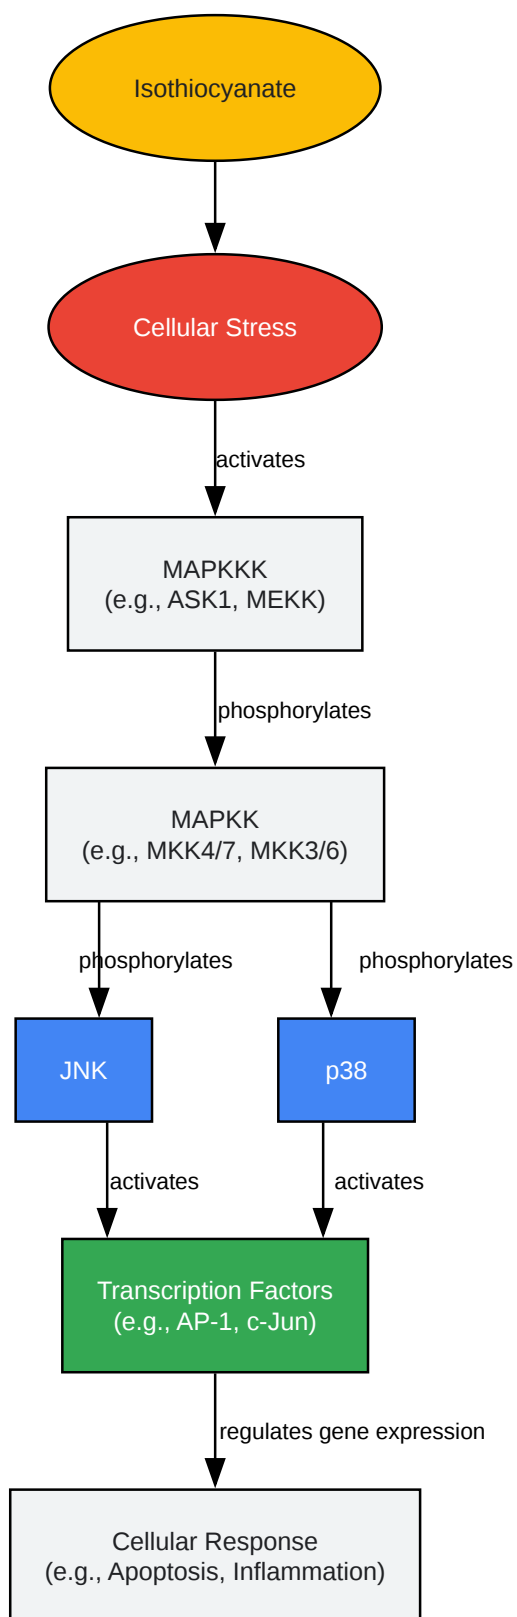 Isothiocyanate
Cellular Stress
activates
MAPKKK
(e.g., ASK1, MEKK)
phosphorylates
MAPKK
(e.g., MKK4/7, MKK3/6)
phosphorylates
phosphorylates
JNK
p38
activates
activates
Transcription Factors
(e.g., AP-1, c-Jun)
regulates gene expression
Cellular Response
(e.g., Apoptosis, Inflammation)